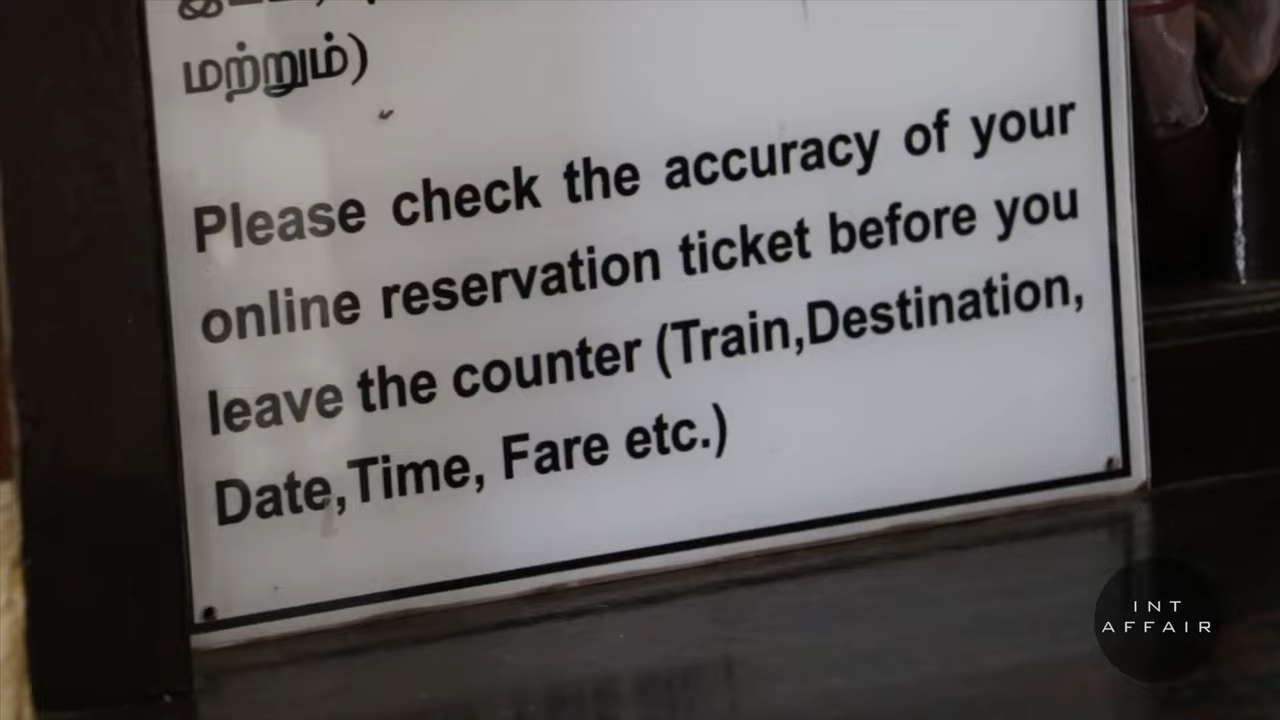 மற்றும்)
Please check the accuracy of your
online reservation ticket before you
leave the counter (Train,Destination,
Date,Time, Fare etc.)
INT
AFFAIR